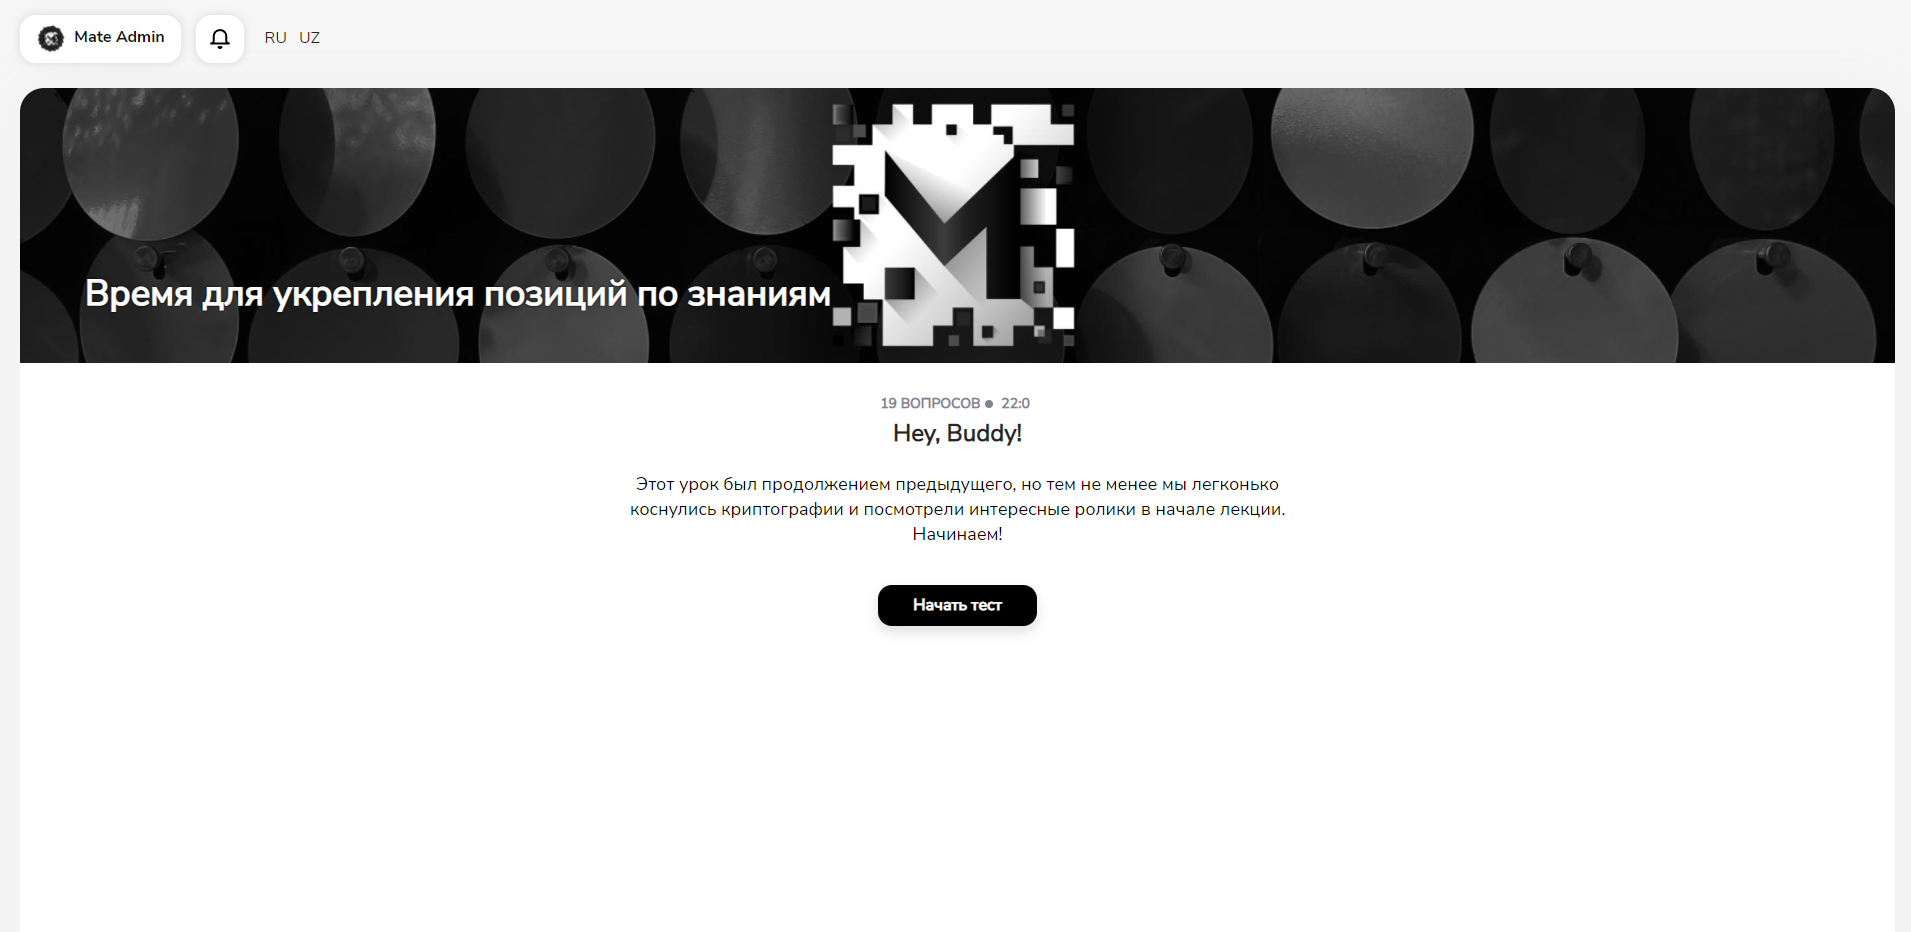 Mate Admin
RU UZ
Время для укрепления позиций по знаниям
19 ВОПРОСОВ ● 22:0
Hey, Buddy!
Этот урок был продолжением предыдущего, но тем не менее мы легконько
коснулись криптографии и посмотрели интересные ролики в начале лекции.
Начинаем!
Начать тест